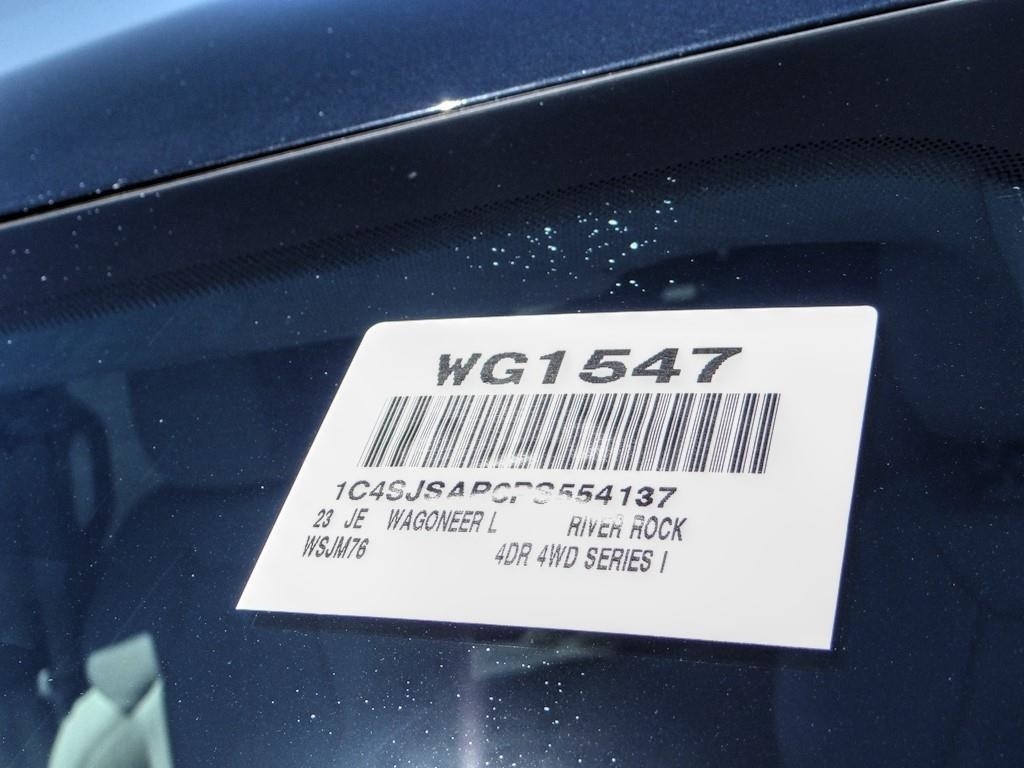 WG1547
1C4SJSAPCPS554137
23 JE WAGONEER L RIVER ROCK
WSJM76 4DR 4WD SERIES I